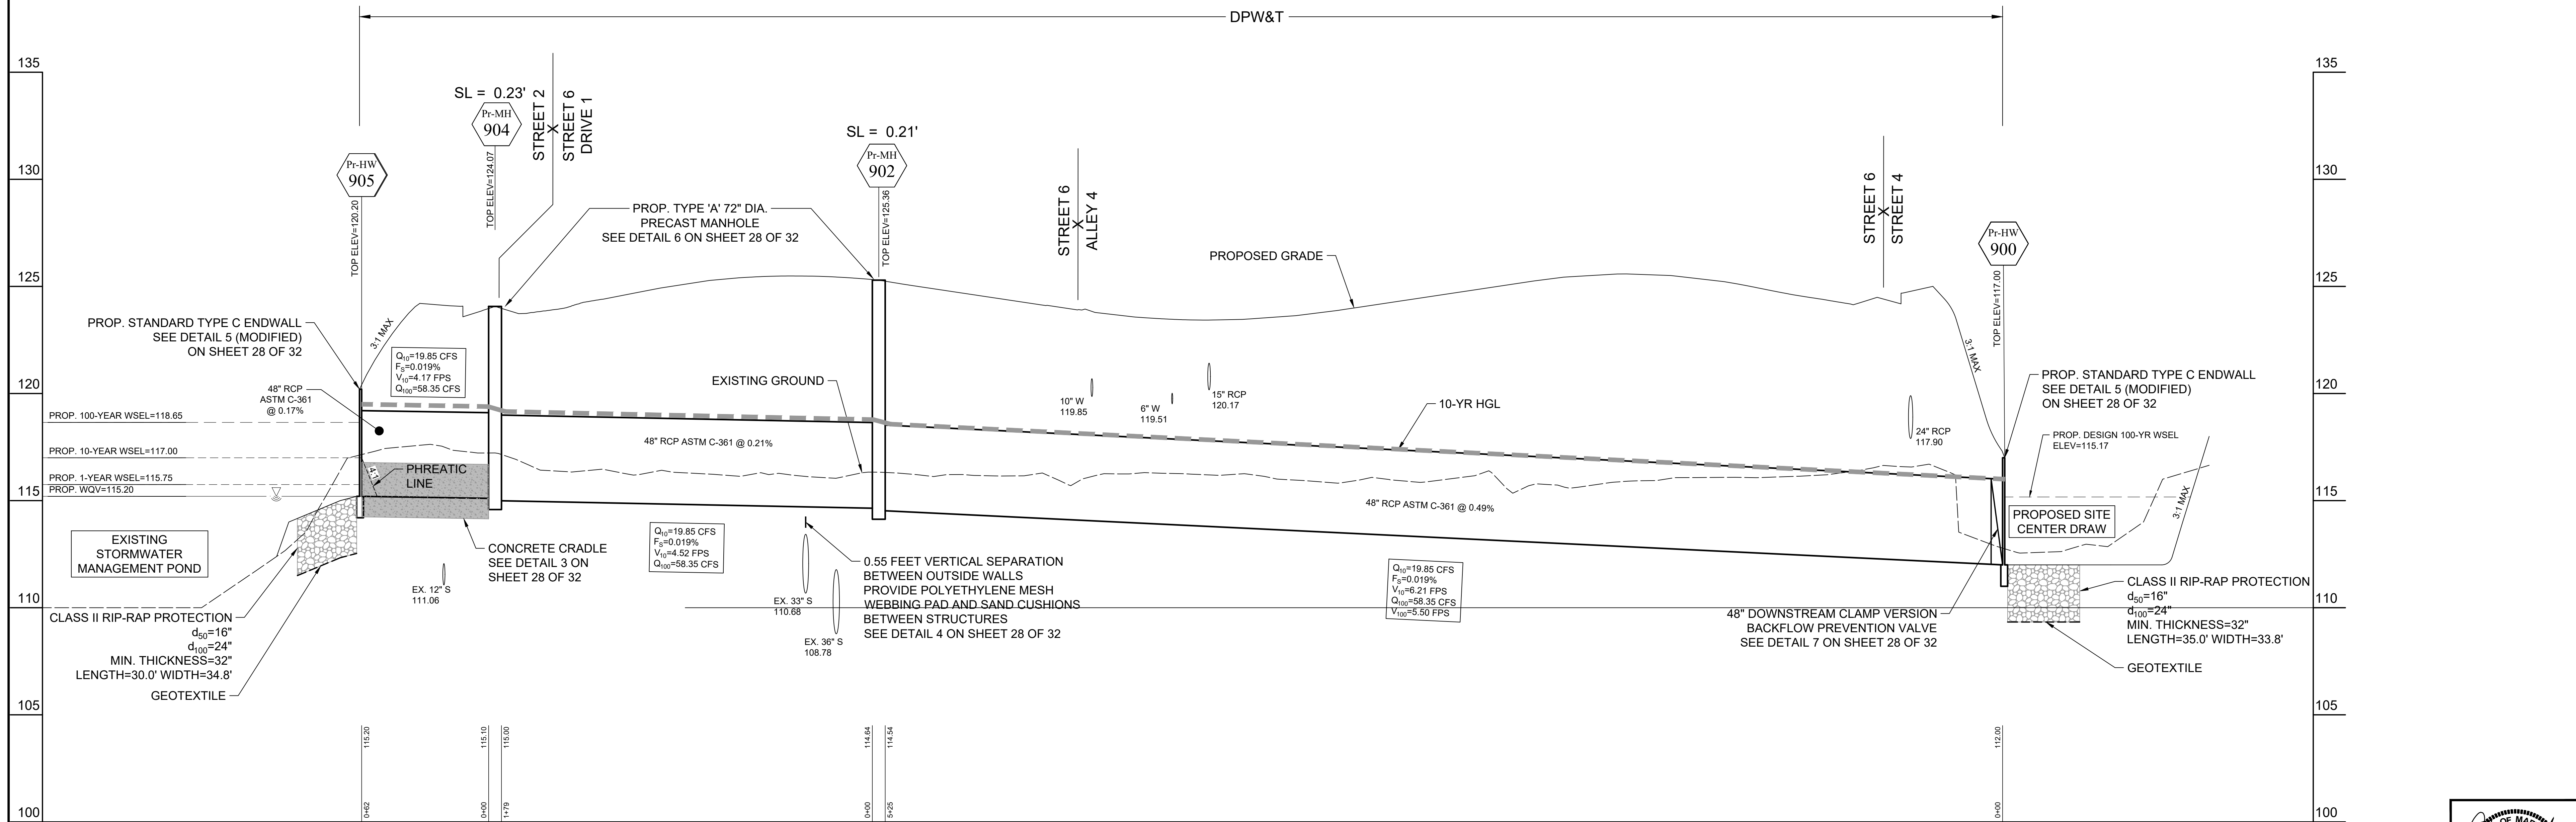 DPW&T
135
130
125
120
115
110
105
100
135
130
125
120
115
110
105
100
Pr-HW
905
TOP ELEV=120.20
SL = 0.23'
Pr-MH
904
TOP ELEV=124.07
STREET 2
X
STREET 6
DRIVE 1
SL = 0.21'
Pr-MH
902
TOP ELEV=125.36
STREET 6
X
ALLEY 4
STREET 6
X
STREET 4
Pr-HW
900
TOP ELEV=117.00
PROP. TYPE 'A' 72" DIA.
PRECAST MANHOLE
SEE DETAIL 6 ON SHEET 28 OF 32
PROPOSED GRADE
PROP. STANDARD TYPE C ENDWALL
SEE DETAIL 5 (MODIFIED)
ON SHEET 28 OF 32
3:1 MAX
Q10=19.85 CFS
FS=0.019%
V10=4.17 FPS
Q100=58.35 CFS
48" RCP
ASTM C-361
@ 0.17%
EXISTING GROUND
10" W
119.85
6" W
119.51
15" RCP
120.17
10-YR HGL
24" RCP
117.90
3:1 MAX
PROP. STANDARD TYPE C ENDWALL
SEE DETAIL 5 (MODIFIED)
ON SHEET 28 OF 32
PROP. DESIGN 100-YR WSEL
ELEV=115.17
PROP. 100-YEAR WSEL=118.65
PROP. 10-YEAR WSEL=117.00
PROP. 1-YEAR WSEL=115.75
PROP. WQV=115.20
4:1
PHREATIC
LINE
48" RCP ASTM C-361 @ 0.21%
48" RCP ASTM C-361 @ 0.49%
PROPOSED SITE
CENTER DRAW
3:1 MAX
EXISTING
STORMWATER
MANAGEMENT POND
CONCRETE CRADLE
SEE DETAIL 3 ON
SHEET 28 OF 32
EX. 12" S
111.06
Q10=19.85 CFS
FS=0.019%
V10=4.52 FPS
Q100=58.35 CFS
EX. 33" S
110.68
EX. 36" S
108.78
0.55 FEET VERTICAL SEPARATION
BETWEEN OUTSIDE WALLS
PROVIDE POLYETHYLENE MESH
WEBBING PAD AND SAND CUSHIONS
BETWEEN STRUCTURES
SEE DETAIL 4 ON SHEET 28 OF 32
Q10=19.85 CFS
FS=0.019%
V10=6.21 FPS
Q100=58.35 CFS
V100=5.50 FPS
48" DOWNSTREAM CLAMP VERSION
BACKFLOW PREVENTION VALVE
SEE DETAIL 7 ON SHEET 28 OF 32
CLASS II RIP-RAP PROTECTION
d50=16"
d100=24"
MIN. THICKNESS=32"
LENGTH=30.0' WIDTH=34.8'
GEOTEXTILE
CLASS II RIP-RAP PROTECTION
d50=16"
d100=24"
MIN. THICKNESS=32"
LENGTH=35.0' WIDTH=33.8'
GEOTEXTILE
115.20
115.10
115.00
114.64
114.54
112.00
0+62
0+00
1+79
0+00
5+25
0+00